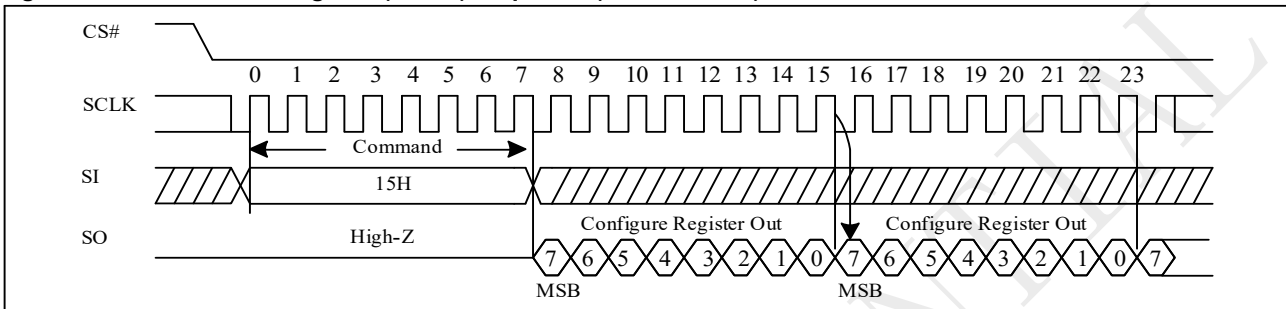 CS#
0 1 2 3 4 5 6 7 8 9 10 11 12 13 14 15 16 17 18 19 20 21 22 23
SCLK
Command
SI
15H
Configure Register Out Configure Register Out
SO
High-Z
7 6 5 4 3 2 1 0 7 6 5 4 3 2 1 0 7
MSB MSB